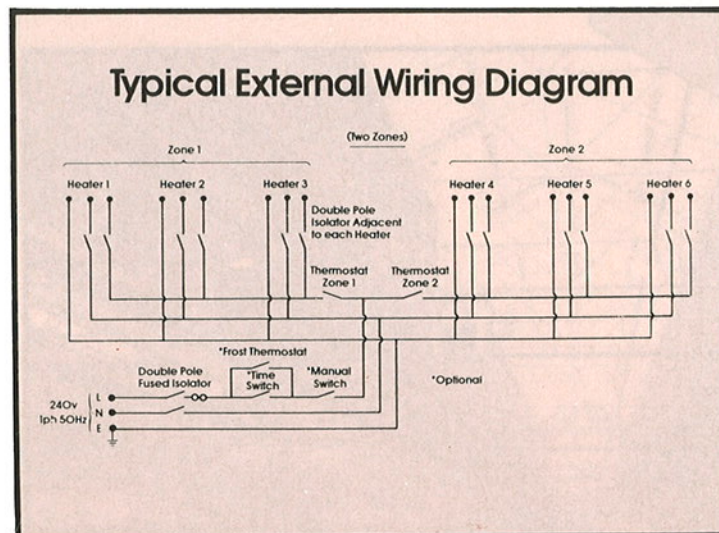 Typical External Wiring Diagram
(Two Zones)
Zone 1
Zone 2
Heater 1
Heater 2
Heater 3
Heater 4
Heater 5
Heater 6
Double Pole
Isolator Adjacent
to each Heater
Thermostat
Zone 1
Thermostat
Zone 2
*Frost Thermostat
Double Pole
Fused Isolator
*Time
Switch
*Manual
Switch
*Optional
240v
1ph 50Hz
L
N
E